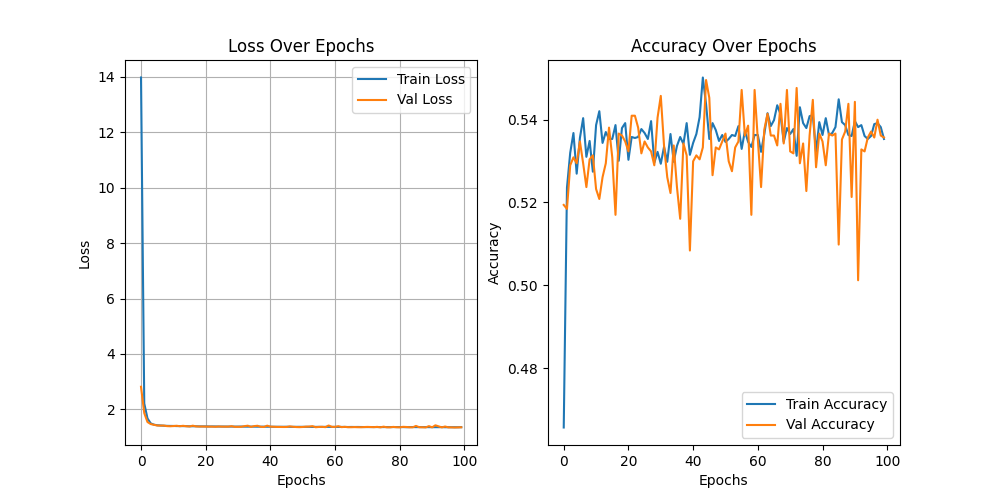 Loss Over Epochs
14
12
10
8
6
4
2
Loss
0 20 40 60 80 100
Epochs
Train Loss
Val Loss
Accuracy Over Epochs
0.54
0.52
0.50
0.48
Accuracy
0 20 40 60 80 100
Epochs
Train Accuracy
Val Accuracy